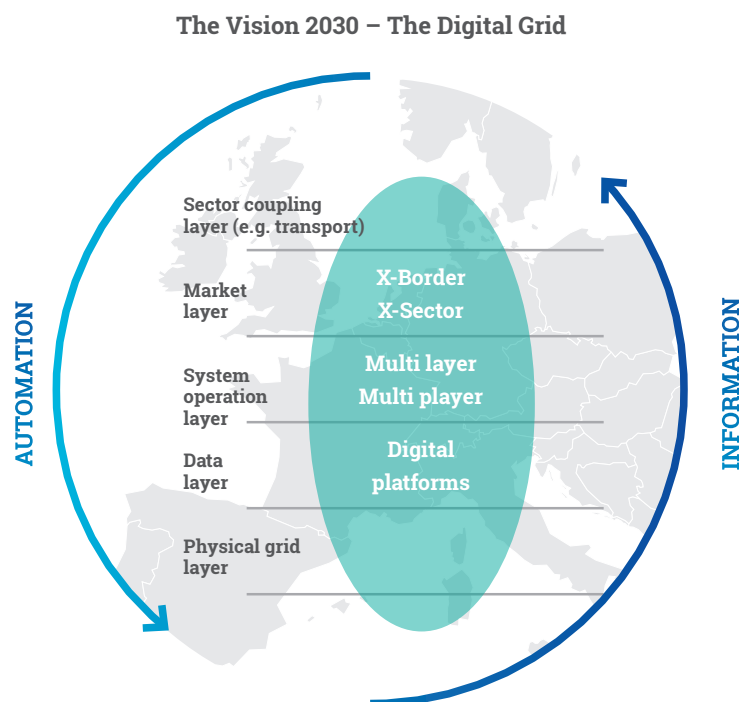 The Vision 2030 – The Digital Grid
Sector coupling
layer (e.g. transport)
X-Border
X-Sector
Market
layer
Multi layer
Multi player
System
operation
layer
Digital
platforms
Data
layer
Physical grid
layer
AUTOMATION
INFORMATION